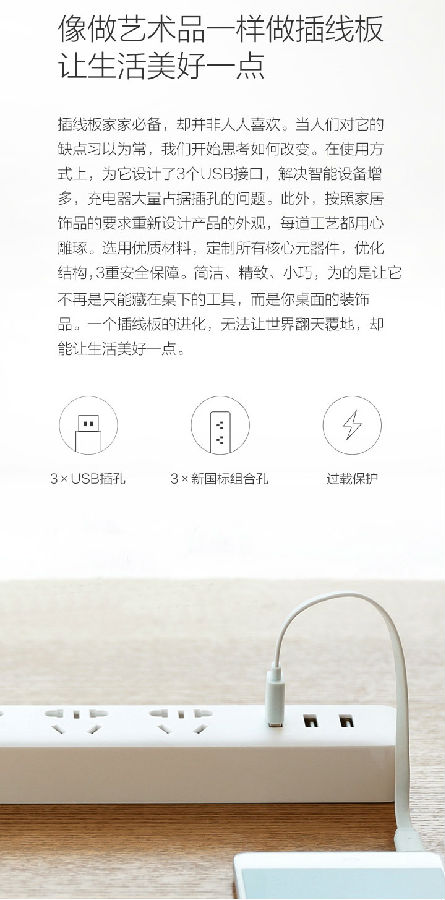 像做艺术品一样做插线板
让生活美好一点
插线板家家必备，却并非人人喜欢。当人们对它的
缺点习以为常，我们开始思考如何改变。在使用方
式上，为它设计了3个USB接口，解决智能设备增
多，充电器大量占据插孔的问题。此外，按照家居
饰品的要求重新设计产品的外观，每道工艺都用心
雕琢。选用优质材料，定制所有核心元器件，优化
结构,3重安全保障。简洁、精致、小巧，为的是让它
不再是只能藏在桌下的工具，而是你桌面的装饰
品。一个插线板的进化，无法让世界翻天覆地，却
能让生活美好一点。
3×USB插孔 3×新国标组合孔 过载保护